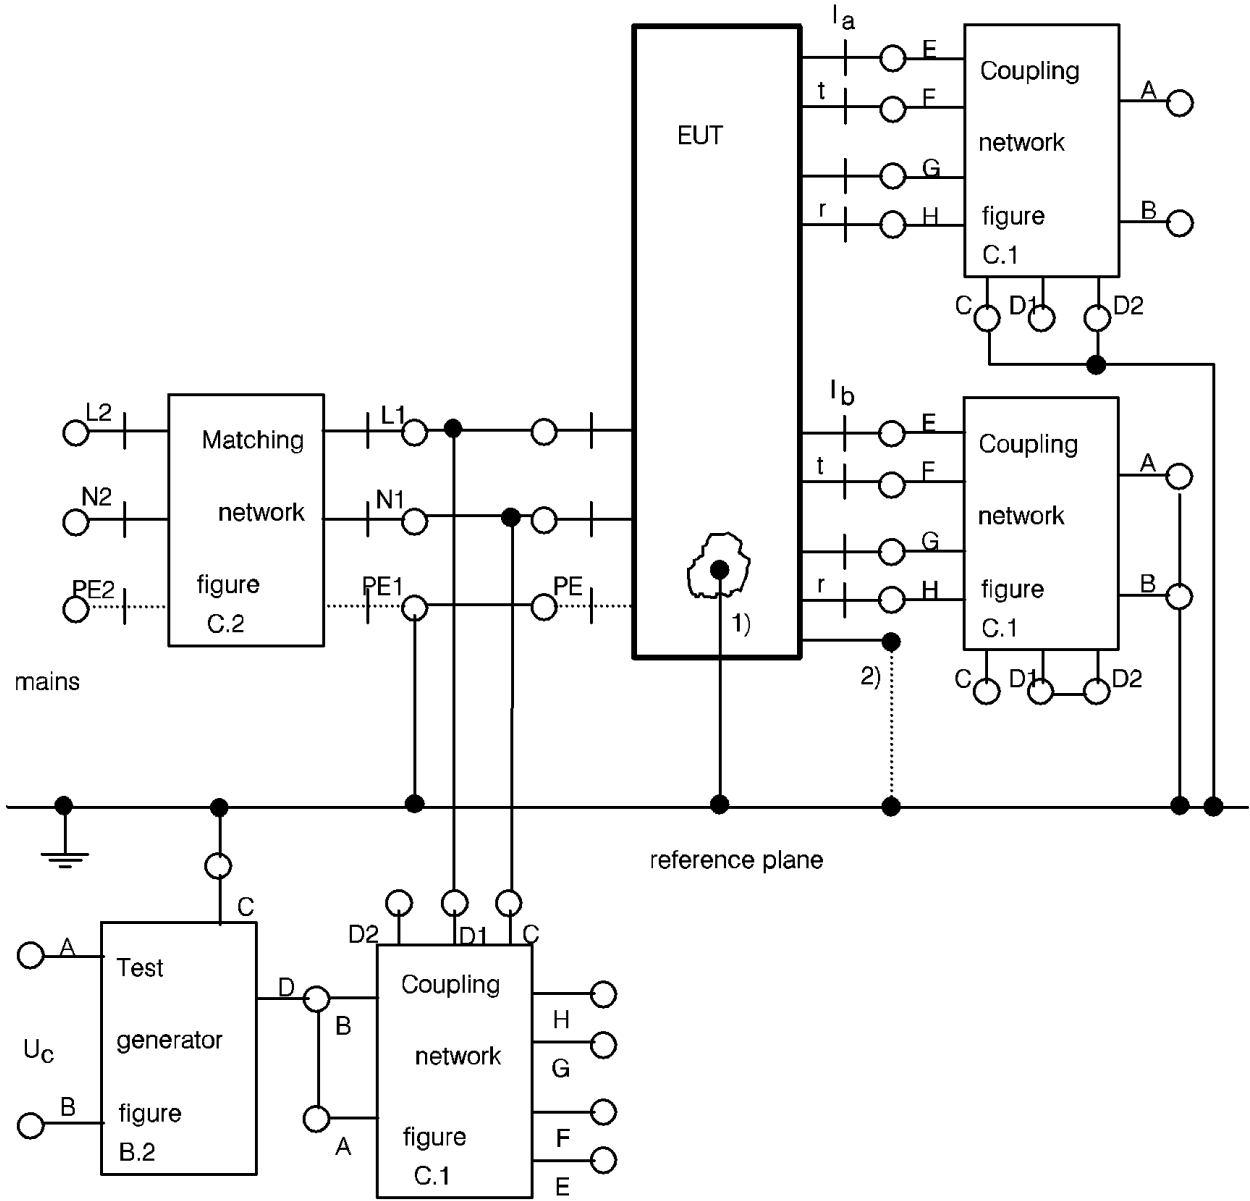 I a
E
Coupling
A
t
F
EUT
network
G
B
r
H
figure
C.1
C
D1
D2
I b
L2
L1
E
Matching
Coupling
A
t
F
N2
N1
network
network
G
PE2
figure
PE1
PE
r
H
figure
B
C.2
1)
C.1
mains
2)
C
D1
D2
reference plane
C
D2
D1
C
A
Test
Coupling
D
B
H
Uc
generator
network
G
B
figure
figure
F
B.2
A
C.1
E